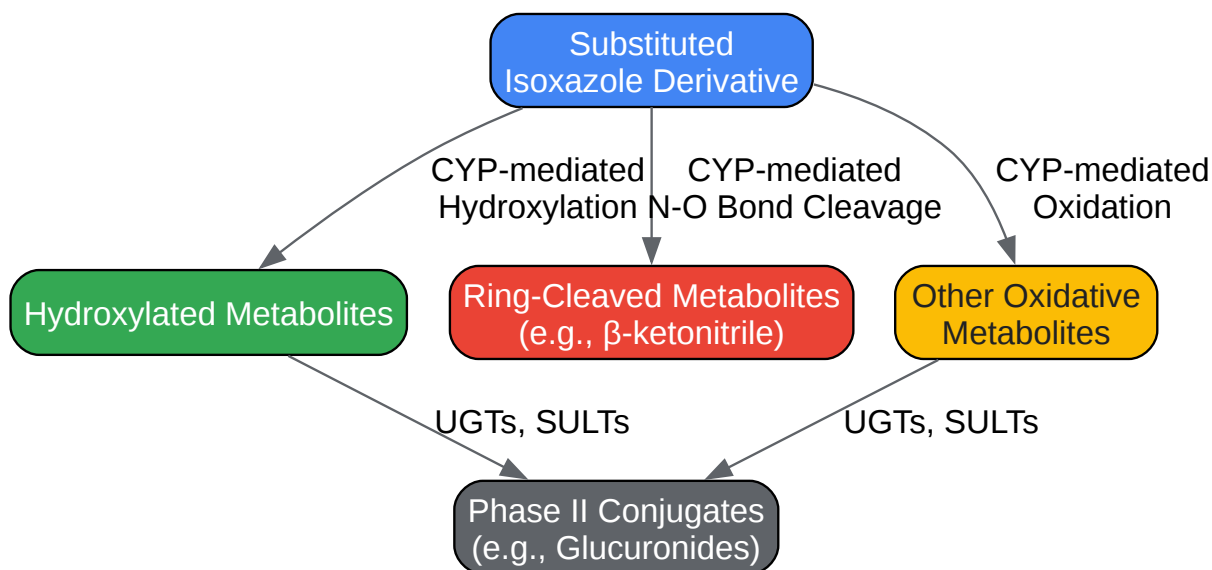 Substituted
Isoxazole Derivative
CYP-mediated
Hydroxylation
CYP-mediated
N-O Bond Cleavage
CYP-mediated
Oxidation
Hydroxylated Metabolites
Ring-Cleaved Metabolites
(e.g., β-ketonitrile)
Other Oxidative
Metabolites
UGTs, SULTs
UGTs, SULTs
Phase II Conjugates
(e.g., Glucuronides)